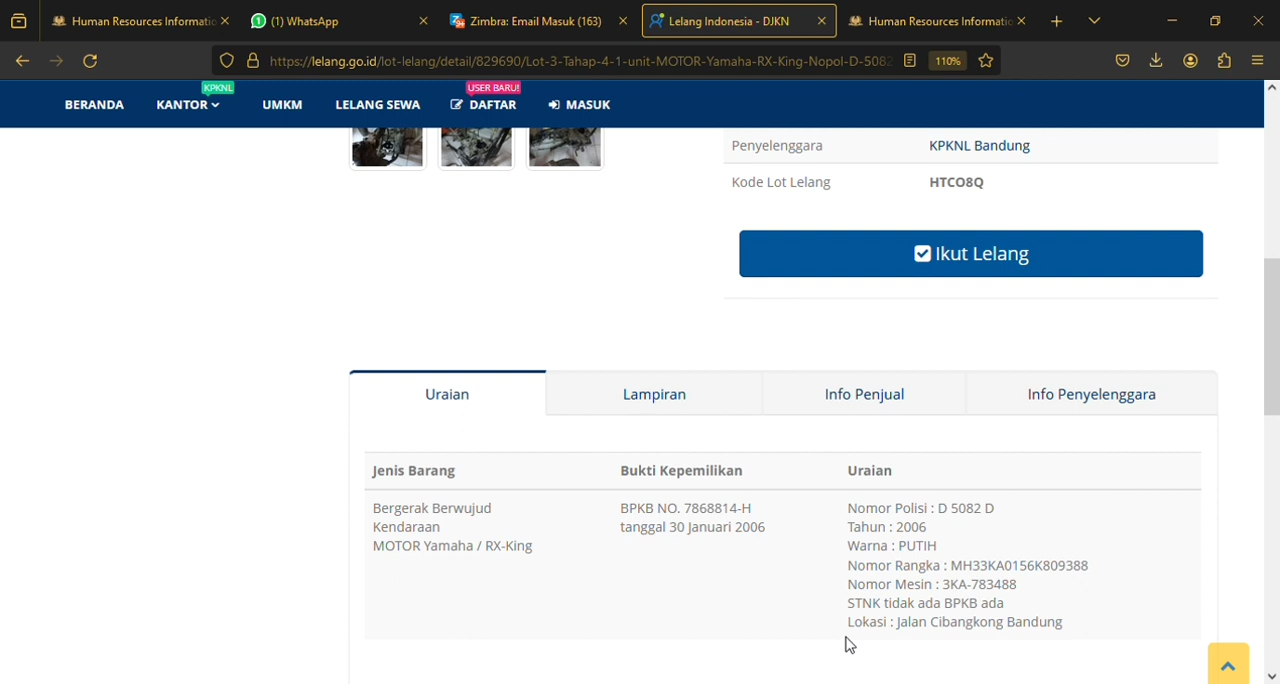 Human Resources Informatio
(1) WhatsApp
Zimbra: Email Masuk (163)
Lelang Indonesia - DJKN
Human Resources Informatio
https://lelang.go.id/lot-lelang/detail/829690/Lot-3-Tahap-4-1-unit-MOTOR-Yamaha-RX-King-Nopol-D-5082
110%
KPKNL
USER BARU!
BERANDA
KANTOR
UMKM
LELANG SEWA
DAFTAR
MASUK
Penyelenggara
KPKNL Bandung
Kode Lot Lelang
HTCO8Q
Ikut Lelang
Uraian
Lampiran
Info Penjual
Info Penyelenggara
Jenis Barang
Bukti Kepemilikan
Uraian
Bergerak Berwujud
Kendaraan
MOTOR Yamaha / RX-King
BPKB NO. 7868814-H
tanggal 30 Januari 2006
Nomor Polisi : D 5082 D
Tahun : 2006
Warna : PUTIH
Nomor Rangka : MH33KA0156K809388
Nomor Mesin : 3KA-783488
STNK tidak ada BPKB ada
Lokasi : Jalan Cibangkong Bandung